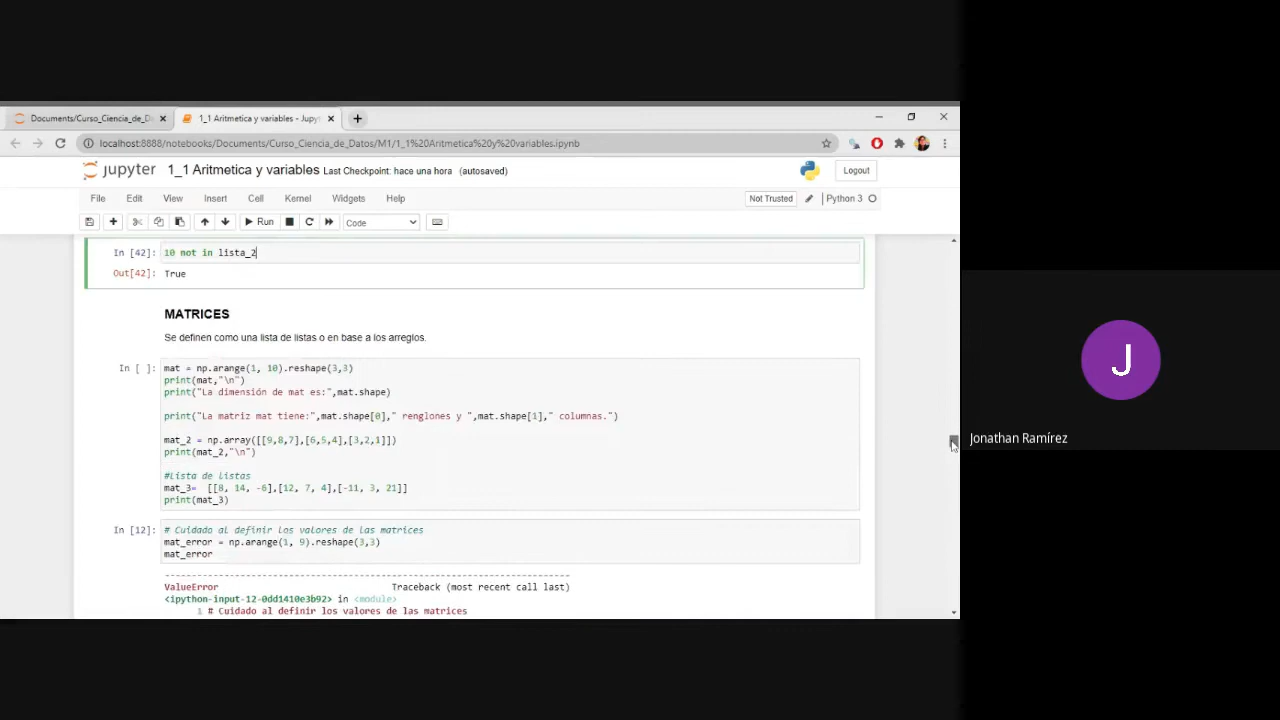 Documents/Curso_Ciencia_de_Da
1_1 Aritmetica y variables - Jupyt
localhost:8888/notebooks/Documents/Curso_Ciencia_de_Datos/M1/1_1%20Aritmetica%20y%20variables.ipynb
jupyter 1_1 Aritmetica y variables Last Checkpoint: hace una hora (autosaved)
Logout
File Edit View Insert Cell Kernel Widgets Help
Not Trusted
Python 3
Run
Code
In [42]: 10 not in lista_2
Out[42]: True
MATRICES
Se definen como una lista de listas o en base a los arreglos.
In [ ]: mat = np.arange(1, 10).reshape(3,3)
print(mat,"\n")
print("La dimensión de mat es:",mat.shape)
print("La matriz mat tiene:",mat.shape[0]," renglones y ",mat.shape[1]," columnas.")
mat_2 = np.array([[9,8,7],[6,5,4],[3,2,1]])
print(mat_2,"\n")
#lista de listas
mat_3= [[8, 14, -6],[12, 7, 4],[-11, 3, 21]]
print(mat_3)
In [12]: # Cuidado al definir los valores de las matrices
mat_error = np.arange(1, 9).reshape(3,3)
mat_error
---------------------------------------------------------------------------
ValueError Traceback (most recent call last)
<ipython-input-12-0dd1410e3b92> in <module>
1 # Cuidado al definir los valores de las matrices
J
Jonathan Ramírez